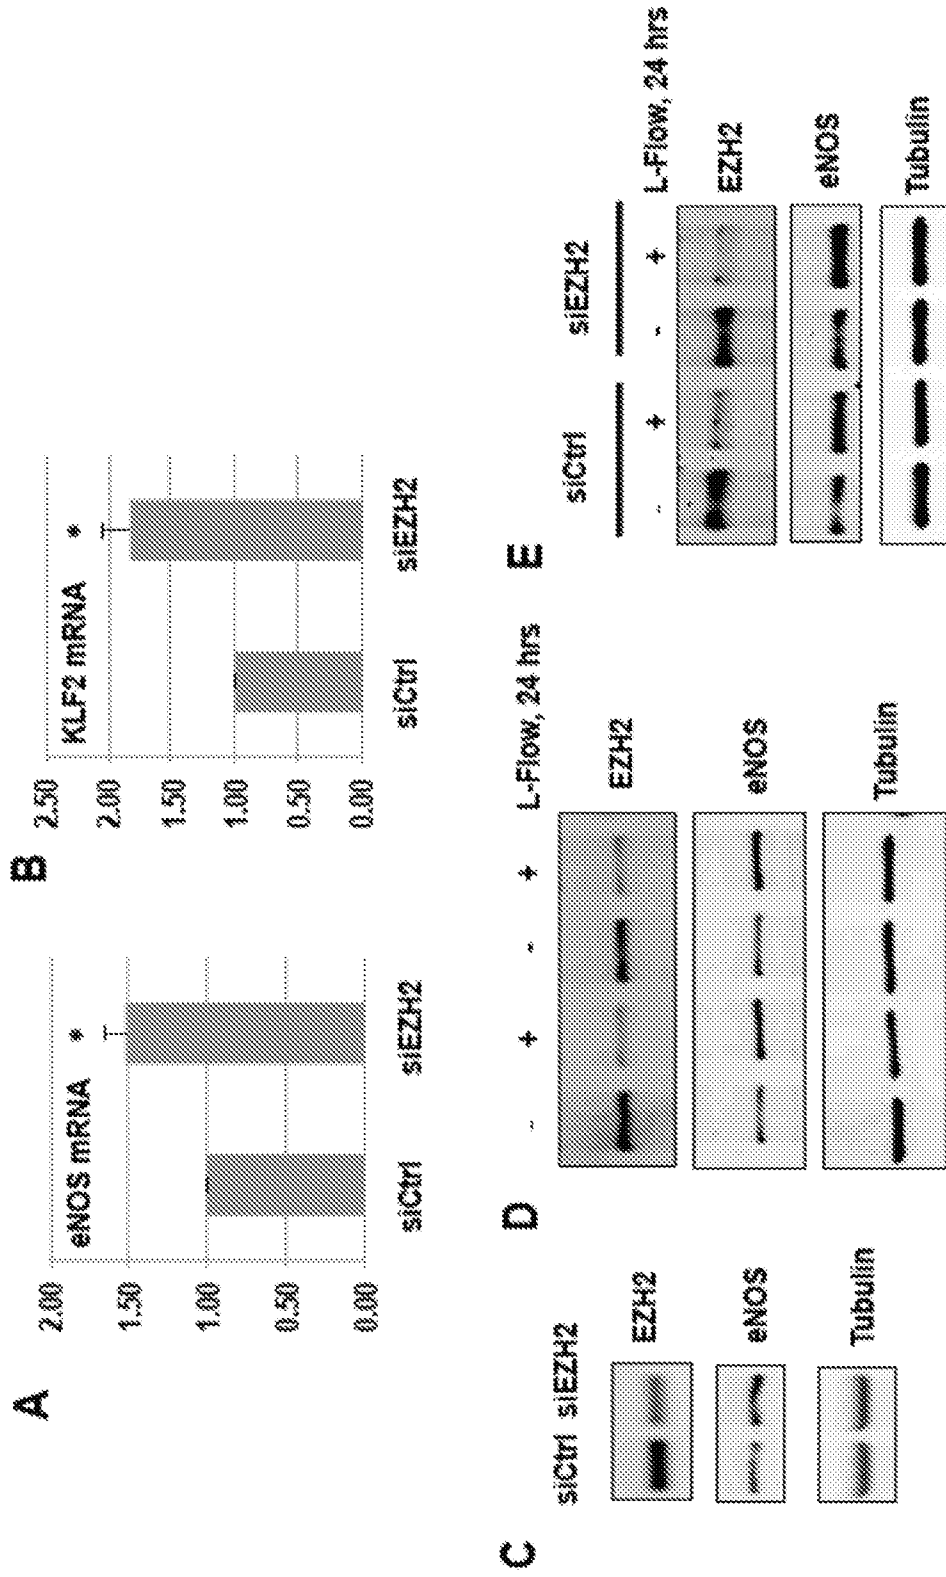 A
eNOS mRNA
*
2.00
1.50
1.00
0.50
0.00
siCtrl
siEZH2
B
KLF2 mRNA
*
2.50
2.00
1.50
1.00
0.50
0.00
siCtrl
siEZH2
C
siCtrl siEZH2
EZH2
eNOS
Tubulin
D
- + - + L-Flow, 24 hrs
EZH2
eNOS
Tubulin
E
siCtrl siEZH2
- + - + L-Flow, 24 hrs
EZH2
eNOS
Tubulin